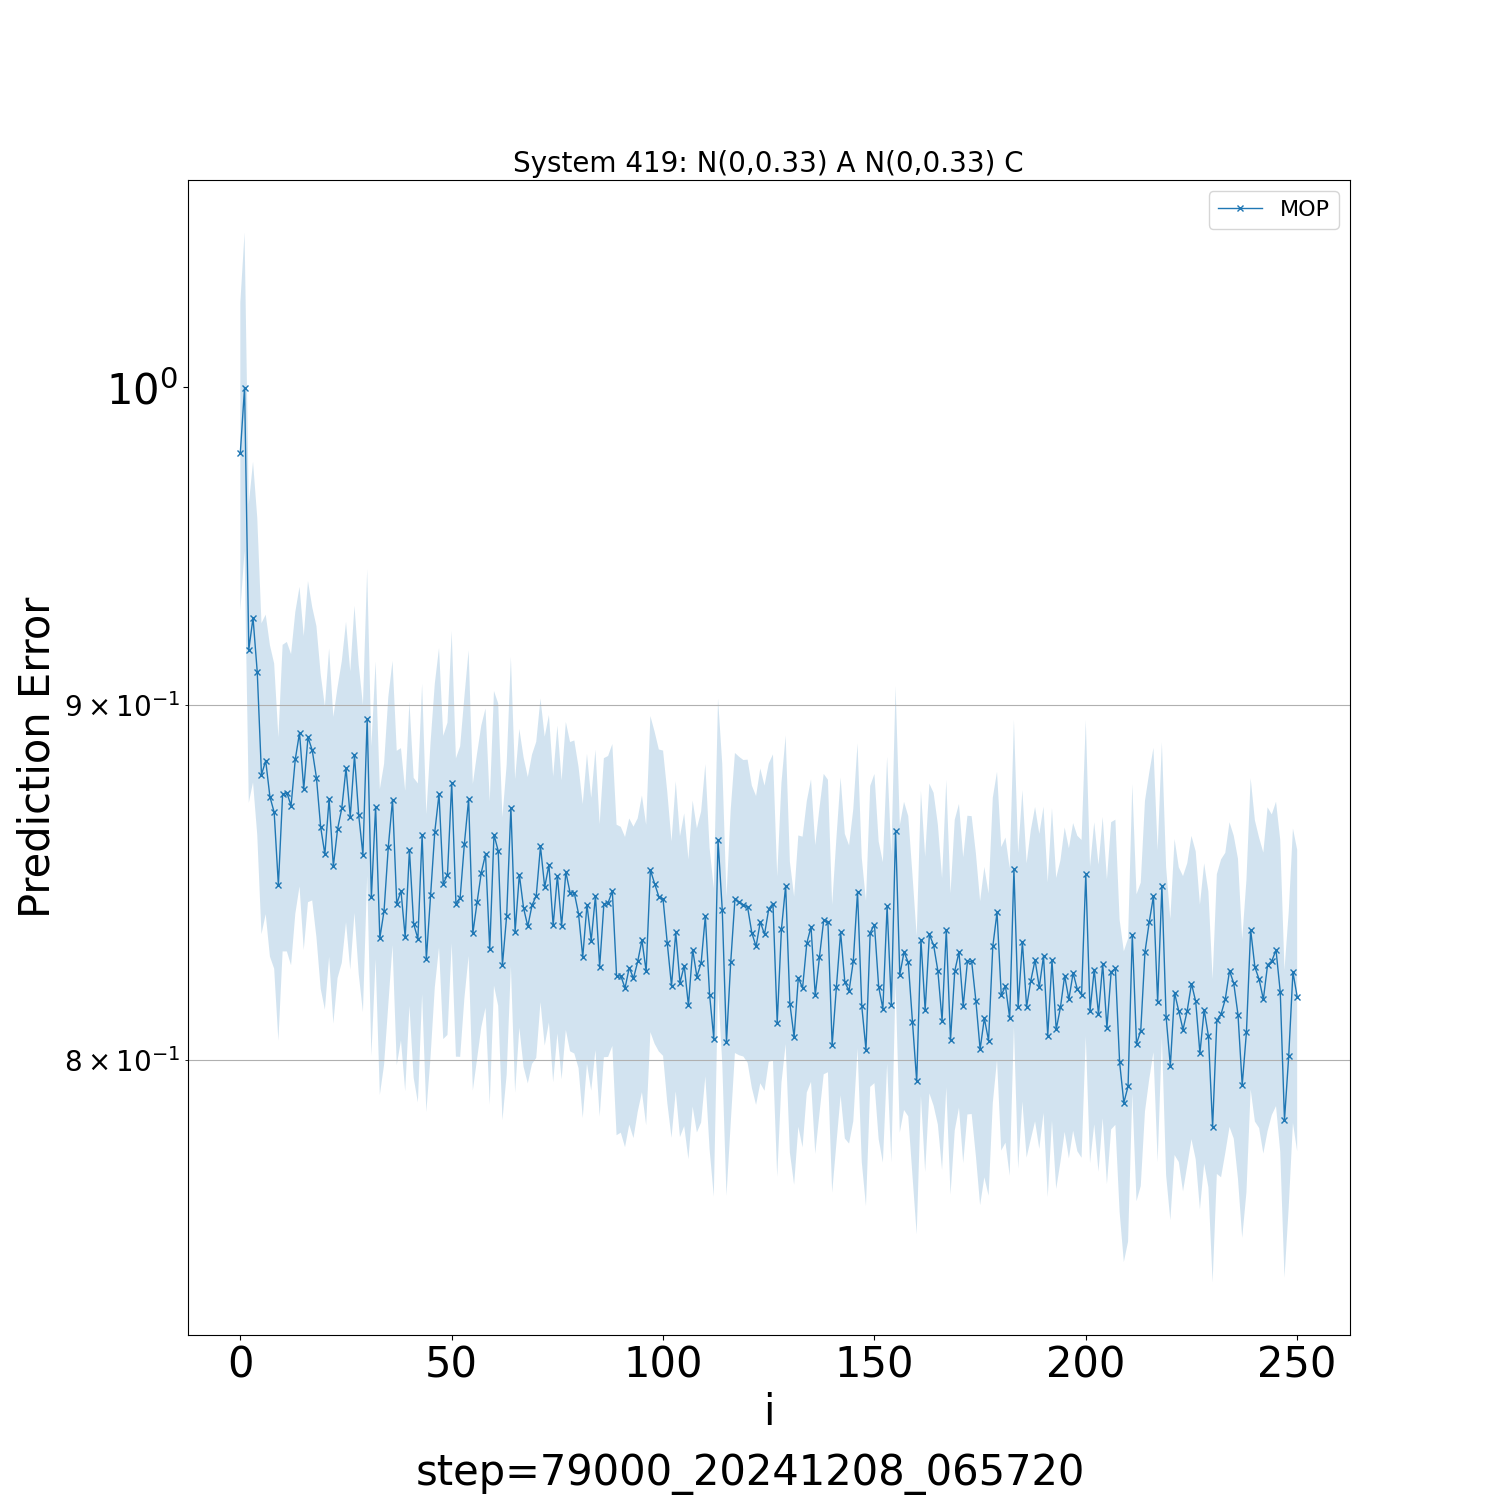 System 419: N(0,0.33) A N(0,0.33) C
MOP
10⁰
9 × 10⁻¹
8 × 10⁻¹
Prediction Error
0 50 100 150 200 250
i
step=79000_20241208_065720